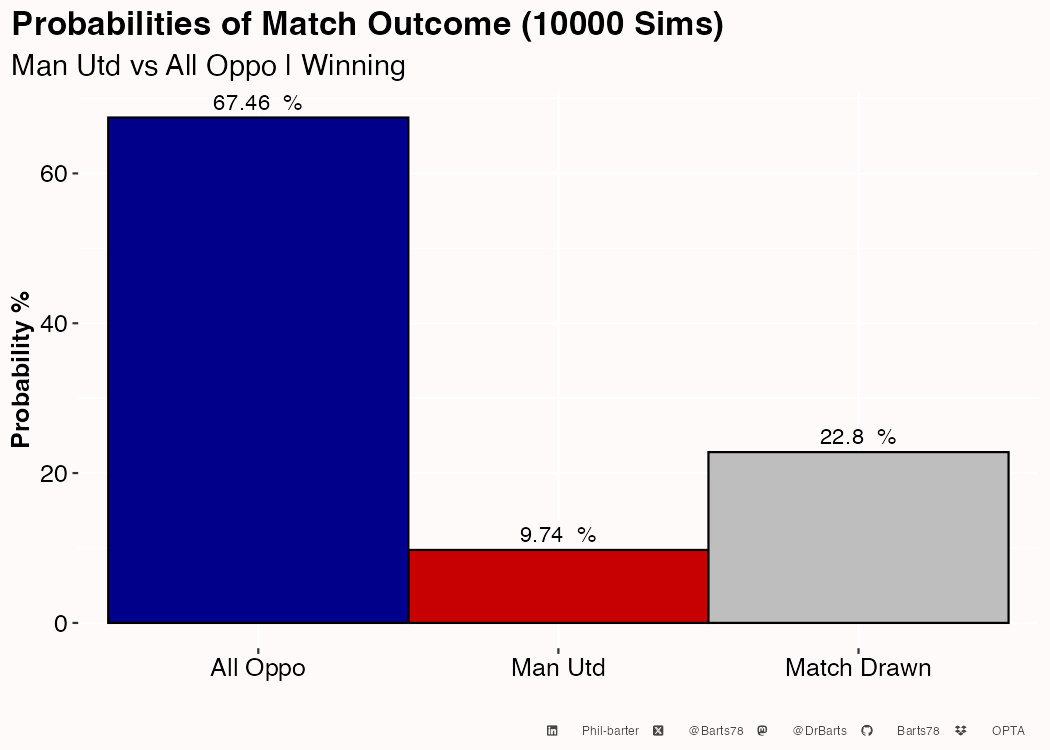 Probabilities of Match Outcome (10000 Sims)
Man Utd vs All Oppo | Winning
67.46 %
60
Probability %
40
22.8 %
20
9.74 %
0
All Oppo Man Utd Match Drawn
Phil-barter @Barts78 @DrBarts Barts78 OPTA